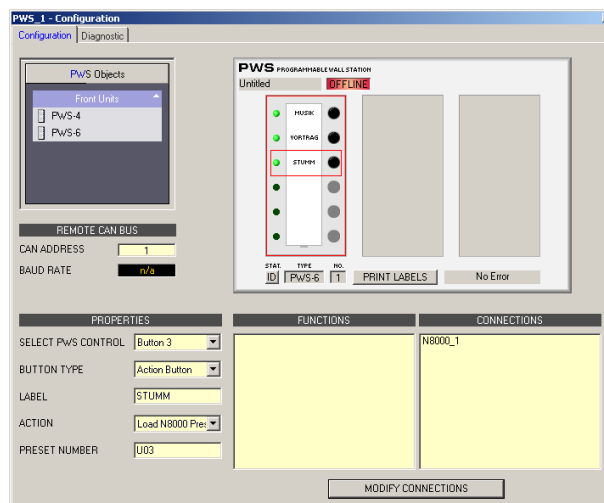 PWS_1 - Configuration
Configuration Diagnostic
PWS Objects
Front Units
PWS-4
PWS-6
REMOTE CAN BUS
CAN ADDRESS 1
BAUD RATE n/a
PWS PROGRAMMABLE WALL STATION
Untitled OFFLINE
MUSIK
VORTRAG
STUMM
STAT. TYPE NO.
ID PWS-6 1 PRINT LABELS No Error
PROPERTIES
SELECT PWS CONTROL Button 3
BUTTON TYPE Action Button
LABEL STUMM
ACTION Load N8000 Pres
PRESET NUMBER U03
FUNCTIONS
CONNECTIONS
N8000_1
MODIFY CONNECTIONS